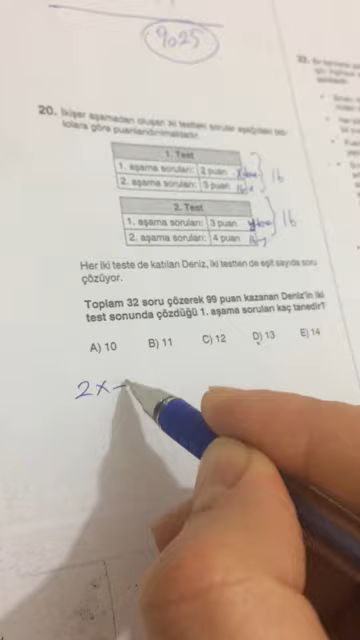 9025
20. İkişer aşamadan oluşan iki testteki sorular aşağıdaki tab-
lolara göre puanlandırılmaktadır.
1. Test
1. aşama soruları: 2 puan
2. aşama soruları: 3 puan
16
2. Test
1. aşama soruları: 3 puan
2. aşama soruları: 4 puan
16
Her iki teste de katılan Deniz, iki testten de eşit sayıda soru
çözüyor.
Toplam 32 soru çözerek 99 puan kazanan Deniz'in iki
test sonunda çözdüğü 1. aşama soruları kaç tanedir?
A) 10 B) 11 C) 12 D) 13 E) 14
2x-